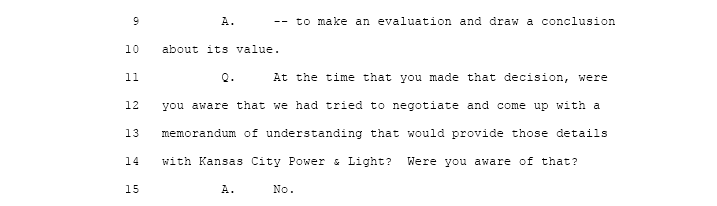 9 A. -- to make an evaluation and draw a conclusion
10 about its value.
11 Q. At the time that you made that decision, were
12 you aware that we had tried to negotiate and come up with a
13 memorandum of understanding that would provide those details
14 with Kansas City Power & Light? Were you aware of that?
15 A. No.